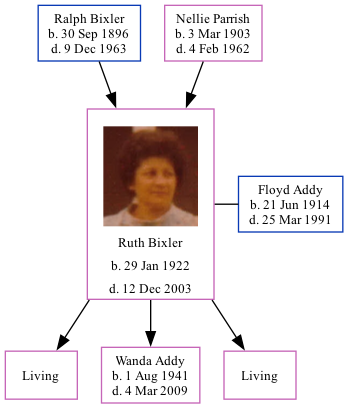 Ralph Bixler
b. 30 Sep 1896
d. 9 Dec 1963
Nellie Parrish
b. 3 Mar 1903
d. 4 Feb 1962
Ruth Bixler
b. 29 Jan 1922
d. 12 Dec 2003
Floyd Addy
b. 21 Jun 1914
d. 25 Mar 1991
Living
Wanda Addy
b. 1 Aug 1941
d. 4 Mar 2009
Living